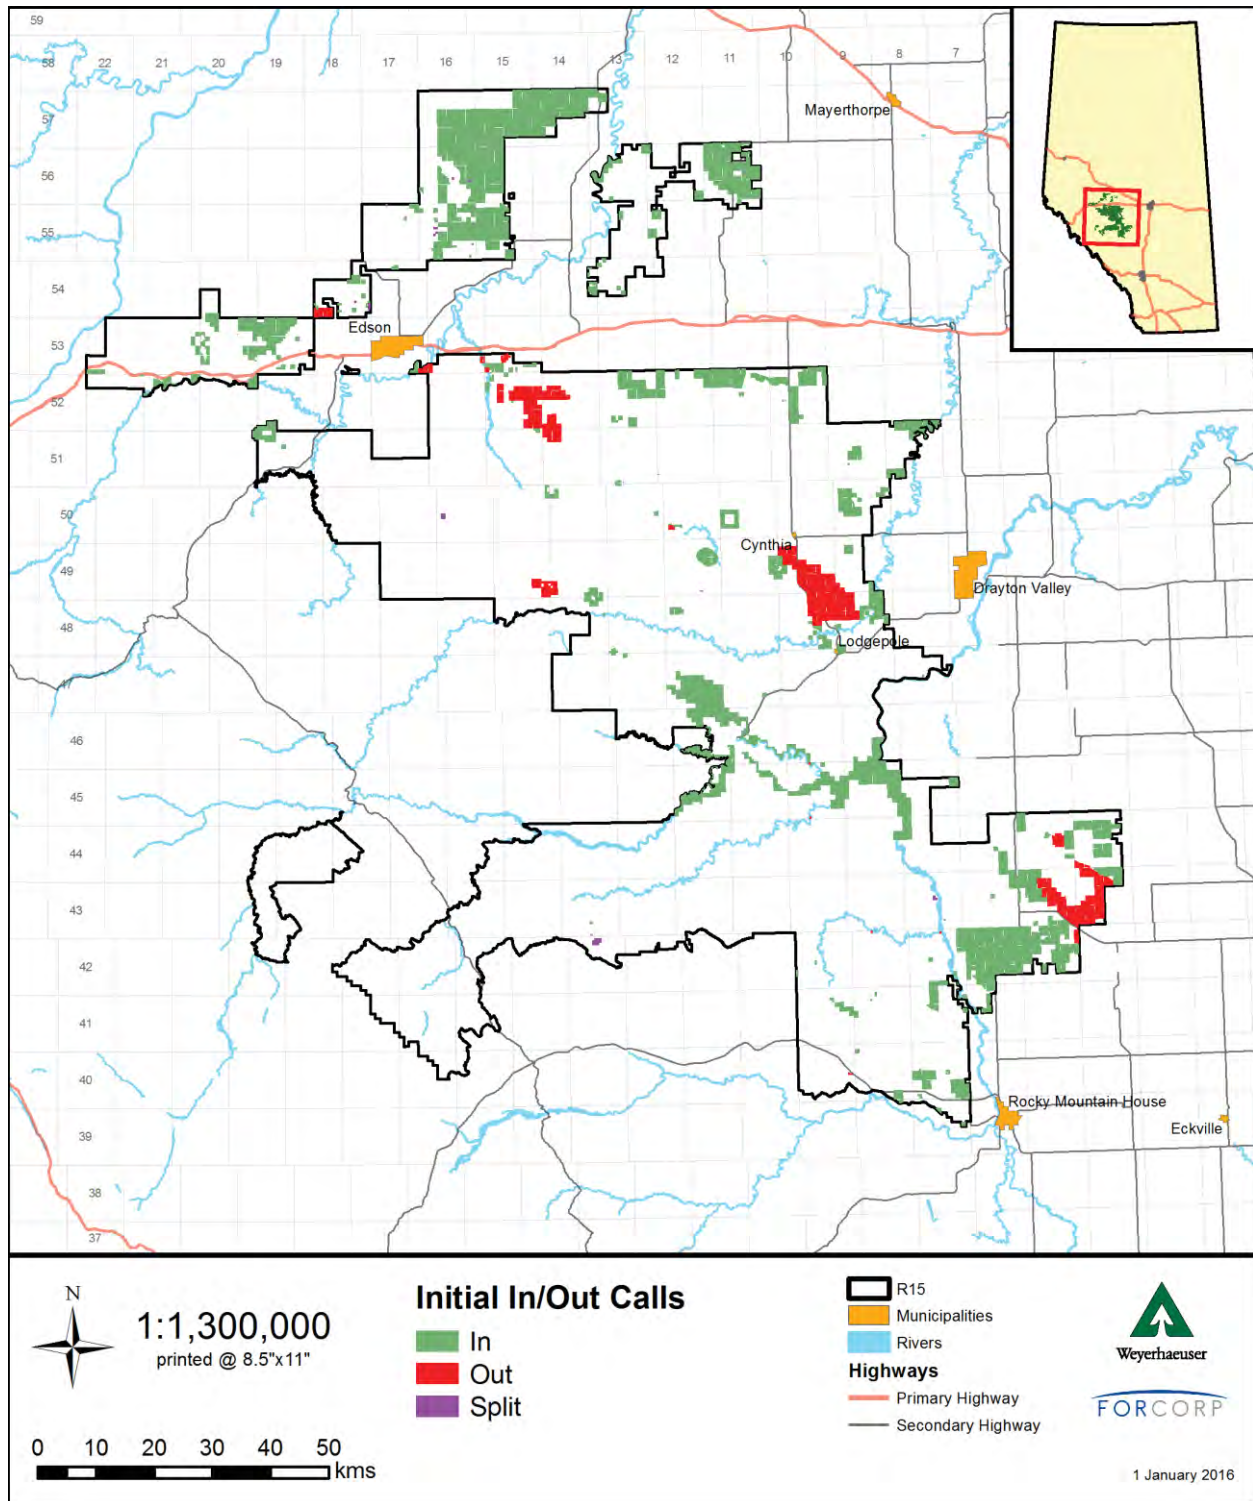 59
58 22 21 20 19 18 17 16 15 14 13 12 11 10 9 8 7
57
56
55
54
53
52
51
50
49
48
47
46
45
44
43
42
41
40
39
38
37
Mayerthorpe
Edson
Cynthia
Drayton Valley
Lodgepole
Rocky Mountain House
Eckville
N
1:1,300,000
printed @ 8.5"x11"
0 10 20 30 40 50
kms
Initial In/Out Calls
In
Out
Split
R15
Municipalities
Rivers
Highways
Primary Highway
Secondary Highway
Weyerhaeuser
FORCORP
1 January 2016